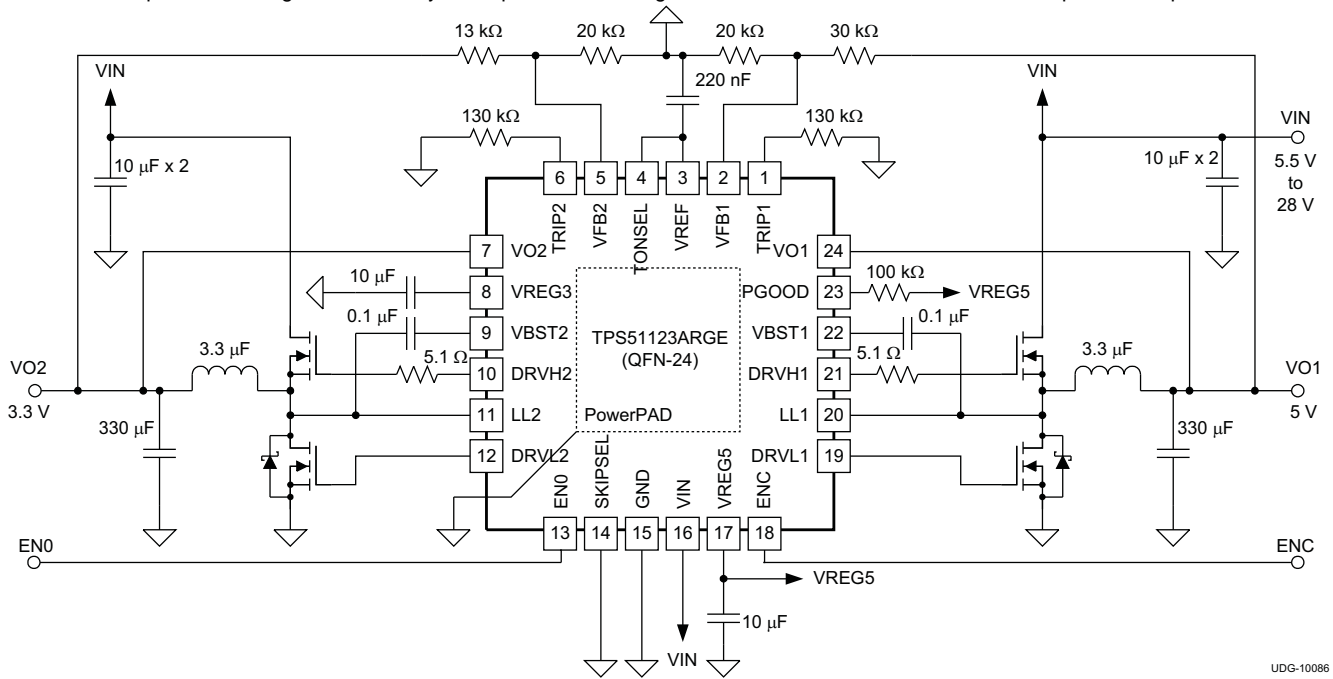 13 kΩ
20 kΩ
20 kΩ
30 kΩ
VIN
220 nF
VIN
VIN
130 kΩ
130 kΩ
10 μF x 2
10 μF x 2
5.5 V
to
28 V
6
5
4
3
2
1
TRIP2
VFB2
TONSEL
VREF
VFB1
TRIP1
7
VO2
VO1
24
10 μF
8
VREG3
100 kΩ
PGOOD
23
VREG5
0.1 μF
9
VBST2
TPS51123ARGE
(QFN-24)
VBST1
22
0.1 μF
VO2
3.3 V
3.3 μF
5.1 Ω
10
DRVH2
DRVH1
21
5.1 Ω
3.3 μF
VO1
5 V
11
LL2
PowerPAD
LL1
20
330 μF
330 μF
12
DRVL2
DRVL1
19
EN0
SKIPSEL
GND
VIN
VREG5
ENC
13
14
15
16
17
18
EN0
ENC
VREG5
10 μF
VIN
UDG-10086